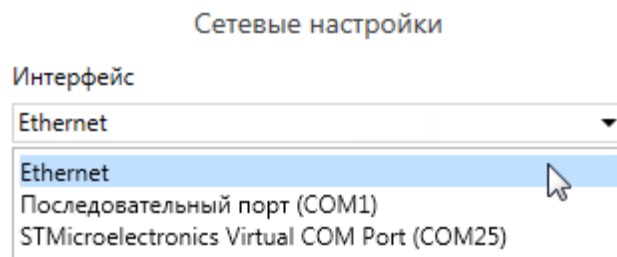 Сетевые настройки
Интерфейс
Ethernet
Ethernet
Последовательный порт (COM1)
STMicroelectronics Virtual COM Port (COM25)